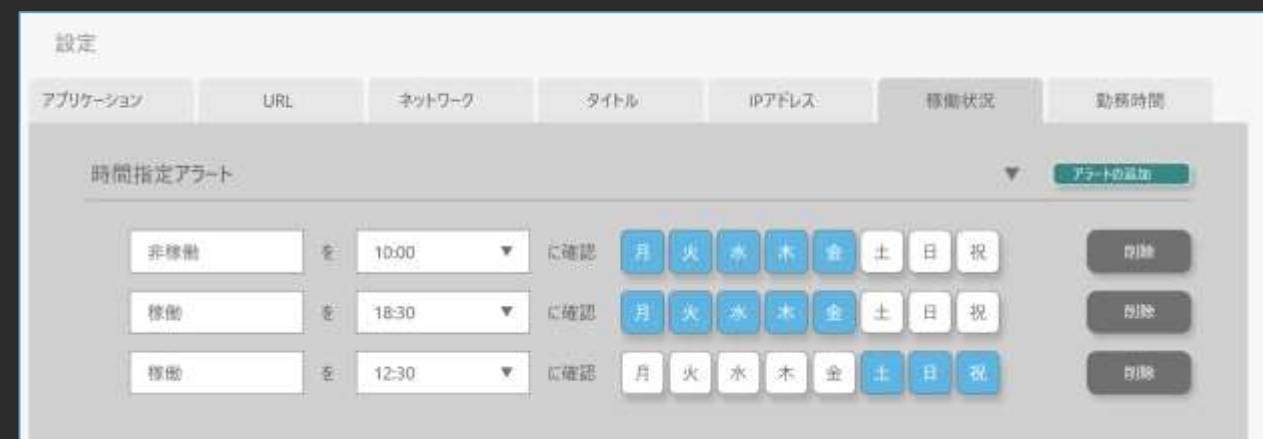 設定
アプリケーション URL ネットワーク タイトル IPアドレス 稼働状況 勤務時間
時間指定アラート ▼ アラートの追加
非稼働 を 10:00 ▼ に確認 月 火 水 木 金 土 日 祝 削除
稼働 を 18:30 ▼ に確認 月 火 水 木 金 土 日 祝 削除
稼働 を 12:30 ▼ に確認 月 火 水 木 金 土 日 祝 削除